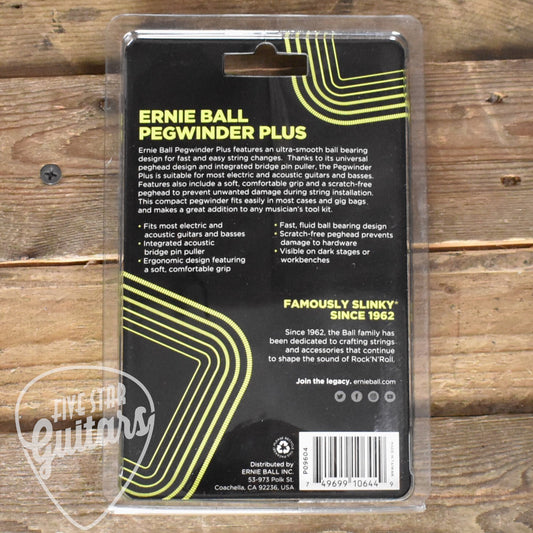 ERNIE BALL
PEGWINDER PLUS
Ernie Ball Pegwinder Plus features an ultra-smooth ball bearing
design for fast and easy string changes. Thanks to its universal
peghead design and integrated bridge pin puller, the Pegwinder
Plus is suitable for most electric and acoustic guitars and basses.
Features also include a soft, comfortable grip and a scratch-free
peghead to prevent unwanted damage during string installation.
This compact pegwinder fits easily in most cases and gig bags
and makes a great addition to any musician's tool kit.
• Fits most electric and
acoustic guitars and basses
• Integrated acoustic
bridge pin puller
• Ergonomic design featuring
a soft, comfortable grip
• Fast, fluid ball bearing design
• Scratch-free peghead prevents
damage to hardware
• Visible on dark stages or
workbenches
FAMOUSLY SLINKY®
SINCE 1962
Since 1962, the Ball family has
been dedicated to crafting strings
and accessories that continue
to shape the sound of Rock'N'Roll.
Join the legacy. ernieball.com
FIVE STAR
Guitars
Distributed by
ERNIE BALL INC.
53-973 Polk St.
Coachella, CA 92236, USA
P09604
7 49699 10644 9